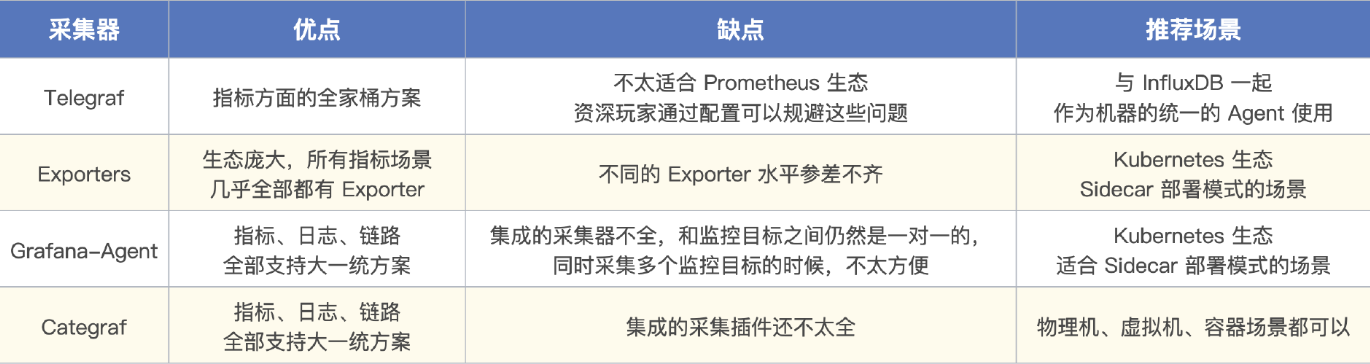 采集器
优点
缺点
推荐场景
Telegraf
指标方面的全家桶方案
不太适合 Prometheus 生态
资深玩家通过配置可以规避这些问题
与 InfluxDB 一起
作为机器的统一的 Agent 使用
Exporters
生态庞大，所有指标场景
几乎全部都有 Exporter
不同的 Exporter 水平参差不齐
Kubernetes 生态
Sidecar 部署模式的场景
Grafana-Agent
指标、日志、链路
全部支持大一统方案
集成的采集器不全，和监控目标之间仍然是一对一的，
同时采集多个监控目标的时候，不太方便
Kubernetes 生态
适合 Sidecar 部署模式的场景
Categraf
指标、日志、链路
全部支持大一统方案
集成的采集插件还不太全
物理机、虚拟机、容器场景都可以